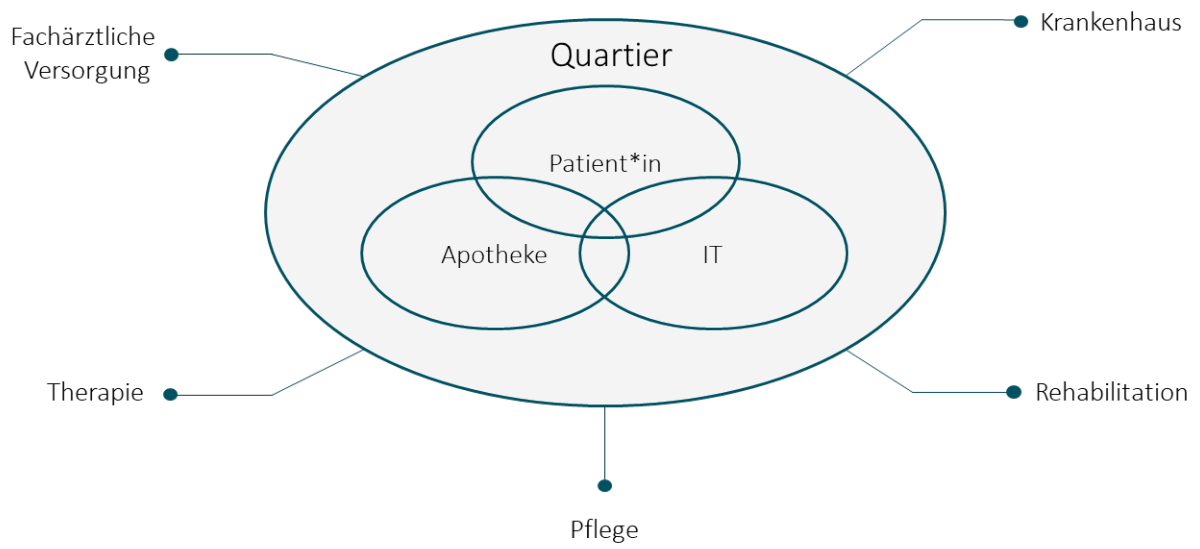 Fachärztliche
Versorgung
Krankenhaus
Quartier
Patient*in
Apotheke
IT
Therapie
Rehabilitation
Pflege